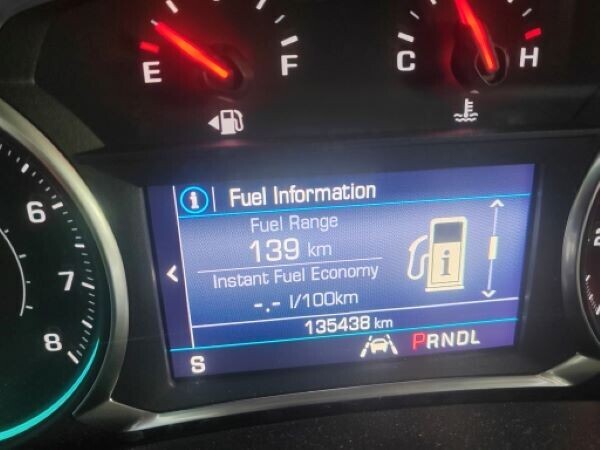 E F C H
Fuel Information
Fuel Range
139 km
Instant Fuel Economy
-.- l/100km
135438 km
PRNDL
S
6
7
8